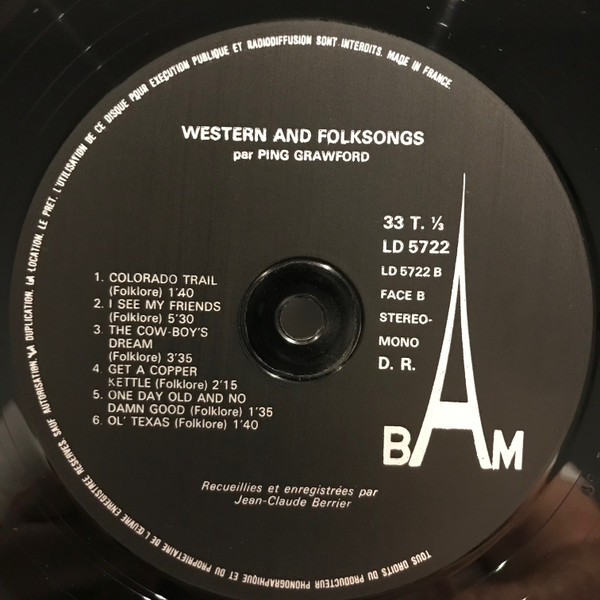 TOUS DROITS DU PRODUCTEUR PHONOGRAPHIQUE ET DU PROPRIETAIRE DE L'ŒUVRE ENREGISTREE RESERVES. SAUF AUTORISATION, LA DUPLICATION, LA LOCATION, LE PRET, L'UTILISATION DE CE DISQUE POUR EXECUTION PUBLIQUE ET RADIODIFFUSION SONT INTERDITS. MADE IN FRANCE.
WESTERN AND FOLKSONGS
par PING GRAWFORD
33 T. ⅓
LD 5722
LD 5722 B
FACE B
STEREO-
MONO
D. R.
1. COLORADO TRAIL
(Folklore) 1'40
2. I SEE MY FRIENDS
(Folklore) 5'30
3. THE COW-BOY'S
DREAM
(Folklore) 3'35
4. GET A COPPER
KETTLE (Folklore) 2'15
5. ONE DAY OLD AND NO
DAMN GOOD (Folklore) 1'35
6. OL' TEXAS (Folklore) 1'40
BAM
Recueillies et enregistrées par
Jean-Claude Berrier